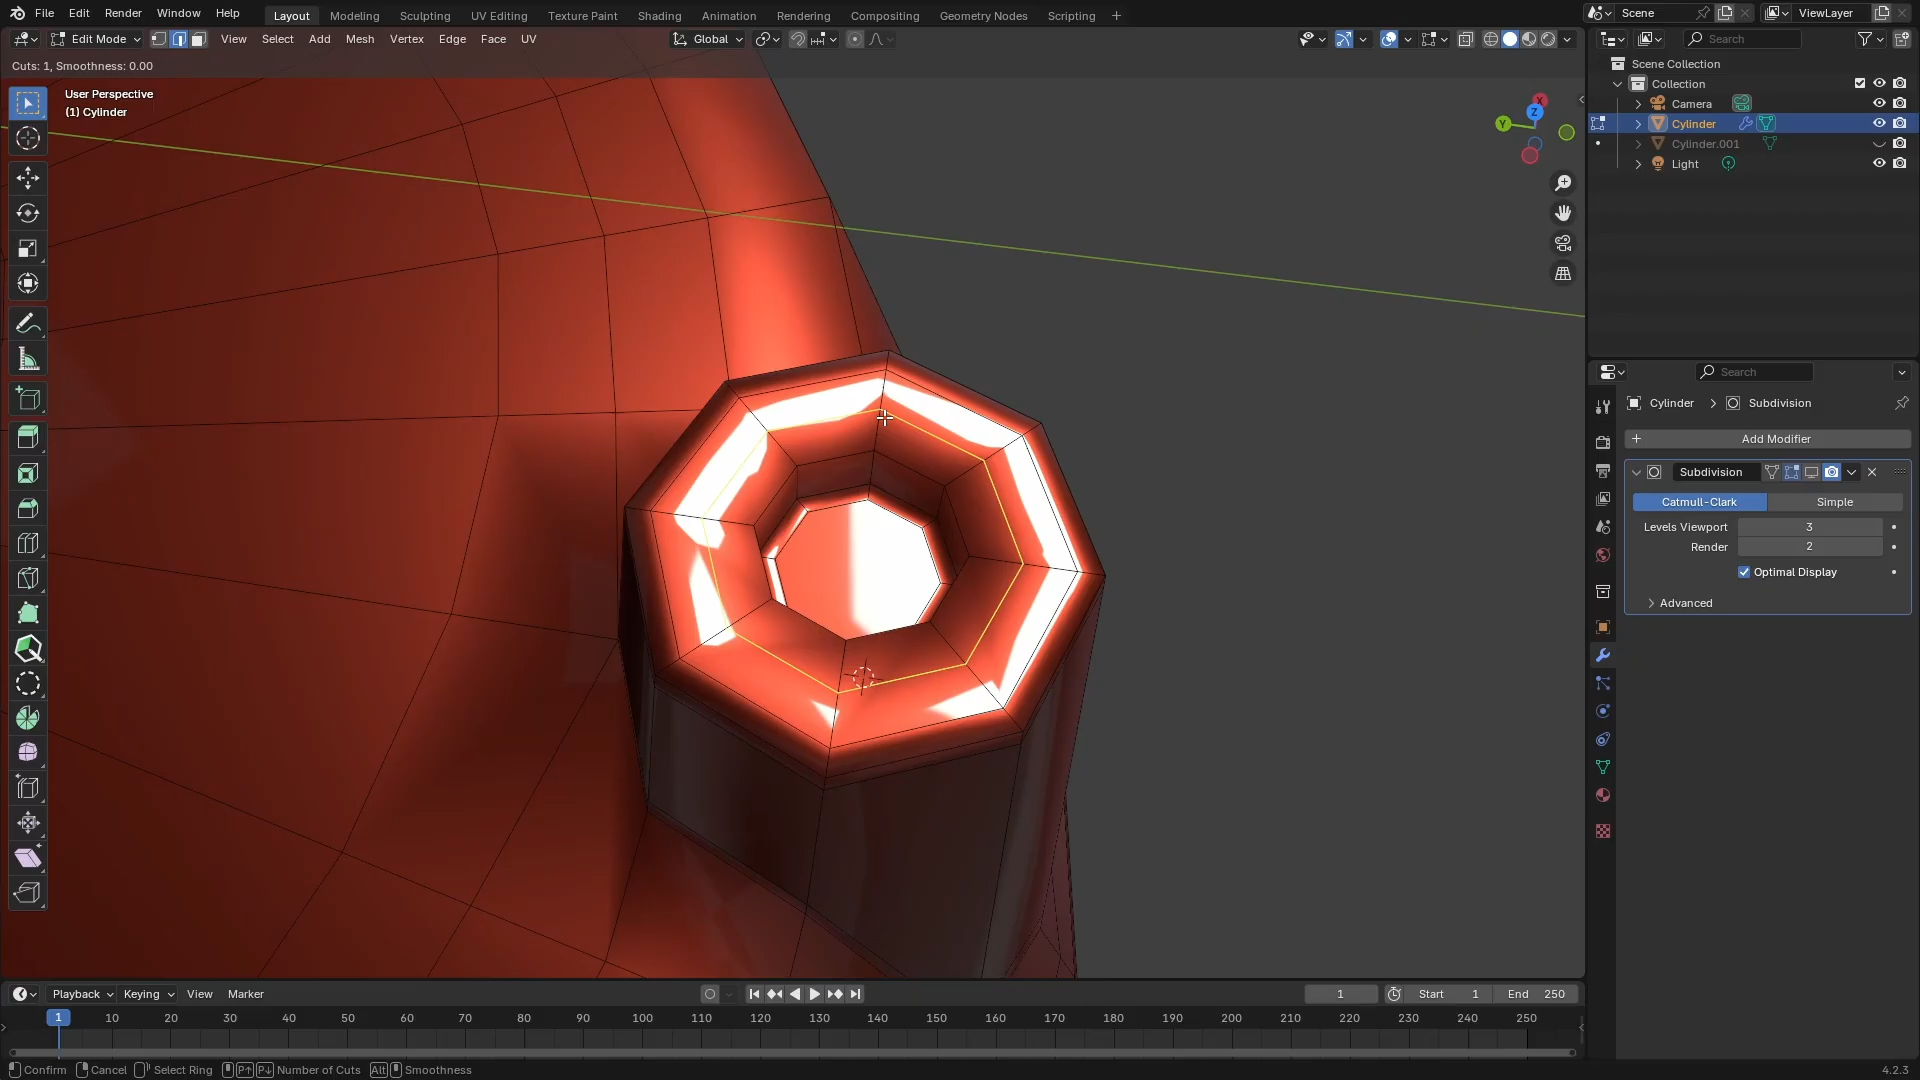 File Edit Render Window Help
Layout Modeling Sculpting UV Editing Texture Paint Shading Animation Rendering Compositing Geometry Nodes Scripting +
Scene
ViewLayer
Edit Mode View Select Add Mesh Vertex Edge Face UV
Global
Search
Cuts: 1, Smoothness: 0.00
User Perspective
(1) Cylinder
X
Y
Z
Scene Collection
Collection
Camera
Cylinder
Cylinder.001
Light
Search
Cylinder > Subdivision
+ Add Modifier
Subdivision
Catmull-Clark Simple
Levels Viewport 3
Render 2
Optimal Display
Advanced
Playback Keying View Marker
1
Start 1
End 250
1 10 20 30 40 50 60 70 80 90 100 110 120 130 140 150 160 170 180 190 200 210 220 230 240 250
Confirm Cancel Select Ring P↑ P↓ Number of Cuts Alt Smoothness
4.2.3